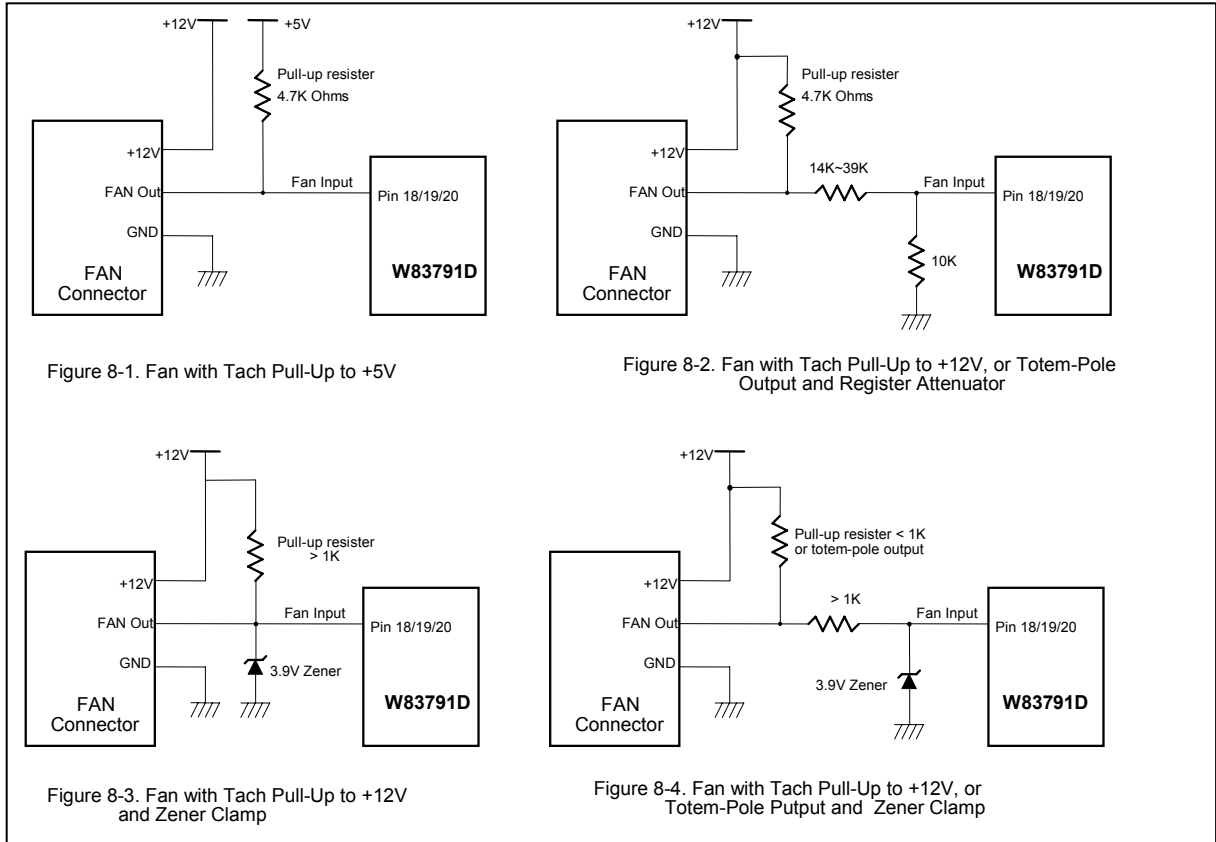 +12V
+5V
Pull-up resister
4.7K Ohms
+12V
FAN Out
Fan Input
Pin 18/19/20
GND
FAN
Connector
W83791D
Figure 8-1. Fan with Tach Pull-Up to +5V
+12V
Pull-up resister
4.7K Ohms
+12V
14K~39K
FAN Out
Fan Input
Pin 18/19/20
GND
10K
FAN
Connector
W83791D
Figure 8-2. Fan with Tach Pull-Up to +12V, or Totem-Pole
Output and Register Attenuator
+12V
Pull-up resister
> 1K
+12V
FAN Out
Fan Input
Pin 18/19/20
GND
3.9V Zener
FAN
Connector
W83791D
Figure 8-3. Fan with Tach Pull-Up to +12V
and Zener Clamp
+12V
Pull-up resister < 1K
or totem-pole output
+12V
> 1K
FAN Out
Fan Input
Pin 18/19/20
GND
3.9V Zener
FAN
Connector
W83791D
Figure 8-4. Fan with Tach Pull-Up to +12V, or
Totem-Pole Putput and Zener Clamp